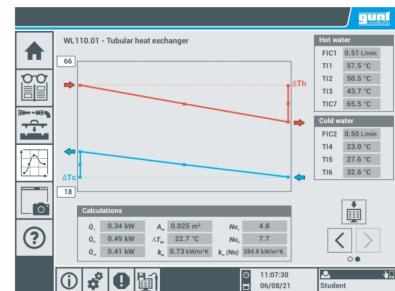 gunt
WL110.01 - Tubular heat exchanger
66
ΔTh
ΔTc
18
Hot water
FIC1 0.51 L/min
TI1 57.5 °C
TI2 50.5 °C
TI3 43.7 °C
TIC7 65.5 °C
Cold water
FIC2 0.50 L/min
TI4 23.0 °C
TI5 27.6 °C
TI6 32.6 °C
Calculations
0.34 kW Am 0.025 m² 4.8
0.49 kW ΔTln 22.7 °C 7.7
0.41 kW km 0.73 kW/m²K km (Nu) 284.8 kW/m²K
11:07:30
06/08/21
Student